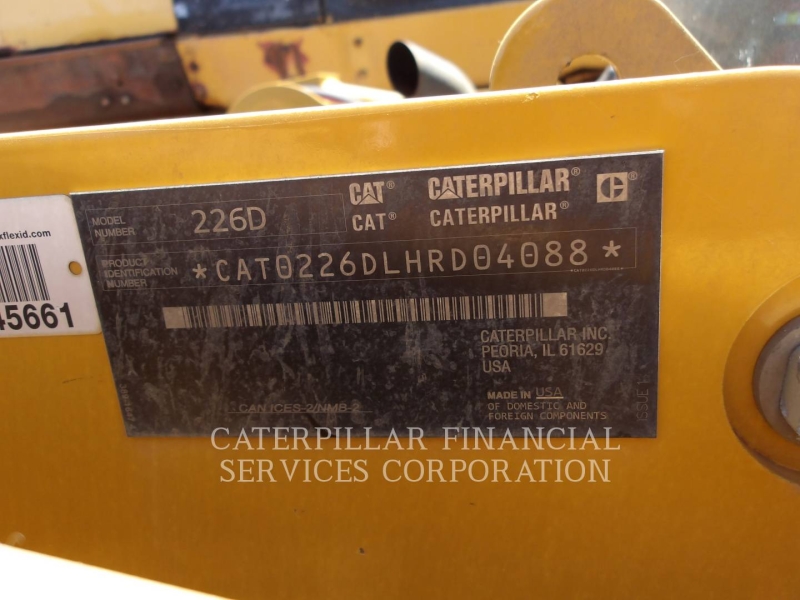 xflexid.com
45661
MODEL NUMBER 226D
CAT® CATERPILLAR®
CAT® CATERPILLAR®
PRODUCT IDENTIFICATION NUMBER *CAT0226DLHRD04088*
CATERPILLAR INC.
PEORIA, IL 61629
USA
MADE IN USA
OF DOMESTIC AND
FOREIGN COMPONENTS
CAN ICES-2/NMB-2
CATERPILLAR FINANCIAL
SERVICES CORPORATION